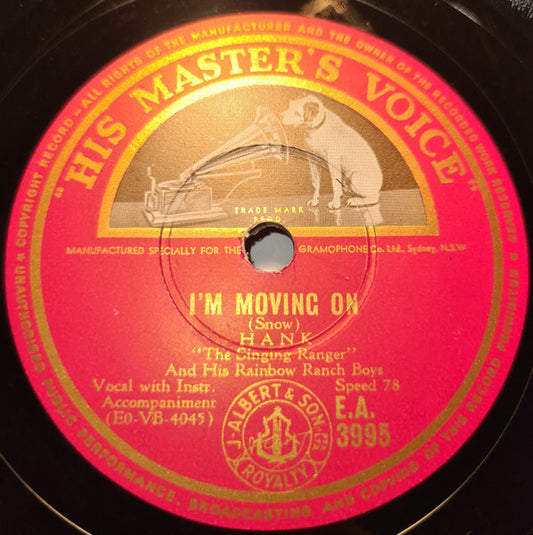 COPYRIGHT RECORD — ALL RIGHTS OF THE MANUFACTURER AND THE OWNER OF THE RECORDED WORK RESERVED
UNAUTHORISED PUBLIC PERFORMANCE, BROADCASTING AND COPYING OF THIS RECORD PROHIBITED
"HIS MASTER'S VOICE"
TRADE MARK
REGD.
MANUFACTURED SPECIALLY FOR THE GRAMOPHONE Co. Ltd., Sydney, N.S.W
I'M MOVING ON
(Snow)
HANK
"The Singing Ranger"
And His Rainbow Ranch Boys
Vocal with Instr. Speed 78
Accompaniment E.A.
(E0-VB-4045) 3995
J. ALBERT & SON
ROYALTY